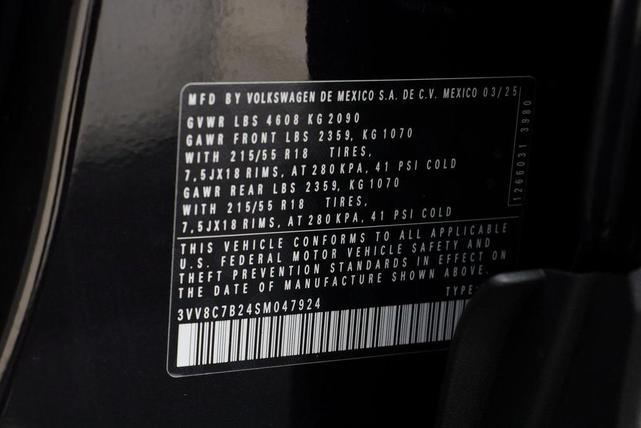 MFD BY VOLKSWAGEN DE MEXICO S.A. DE C.V. MEXICO 03/25
GVWR LBS 4608 KG 2090
GAWR FRONT LBS 2359, KG 1070
WITH 215/55 R18 TIRES,
7,5JX18 RIMS, AT 280 KPA, 41 PSI COLD
GAWR REAR LBS 2359, KG 1070
WITH 215/55 R18 TIRES,
7,5JX18 RIMS, AT 280 KPA, 41 PSI COLD
1266031 3980
THIS VEHICLE CONFORMS TO ALL APPLICABLE
U.S. FEDERAL MOTOR VEHICLE SAFETY AND
THEFT PREVENTION STANDARDS IN EFFECT ON
THE DATE OF MANUFACTURE SHOWN ABOVE.
3VV8C7B24SM047924 TYPE: